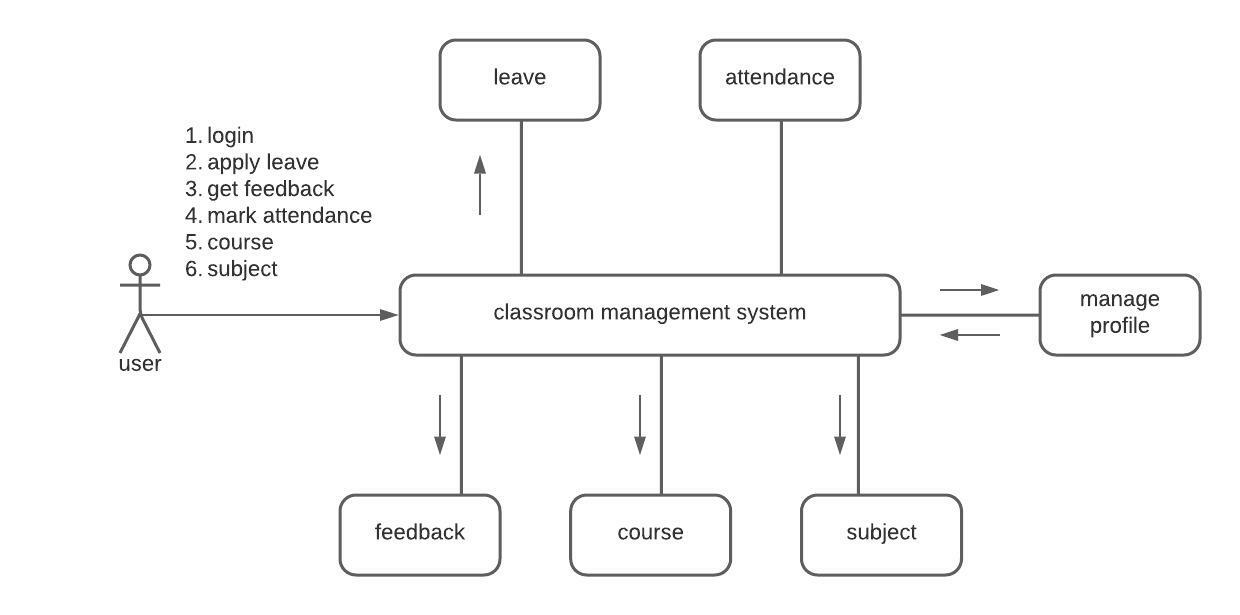 leave
attendance
1. login
2. apply leave
3. get feedback
4. mark attendance
5. course
6. subject
user
classroom management system
manage
profile
feedback
course
subject